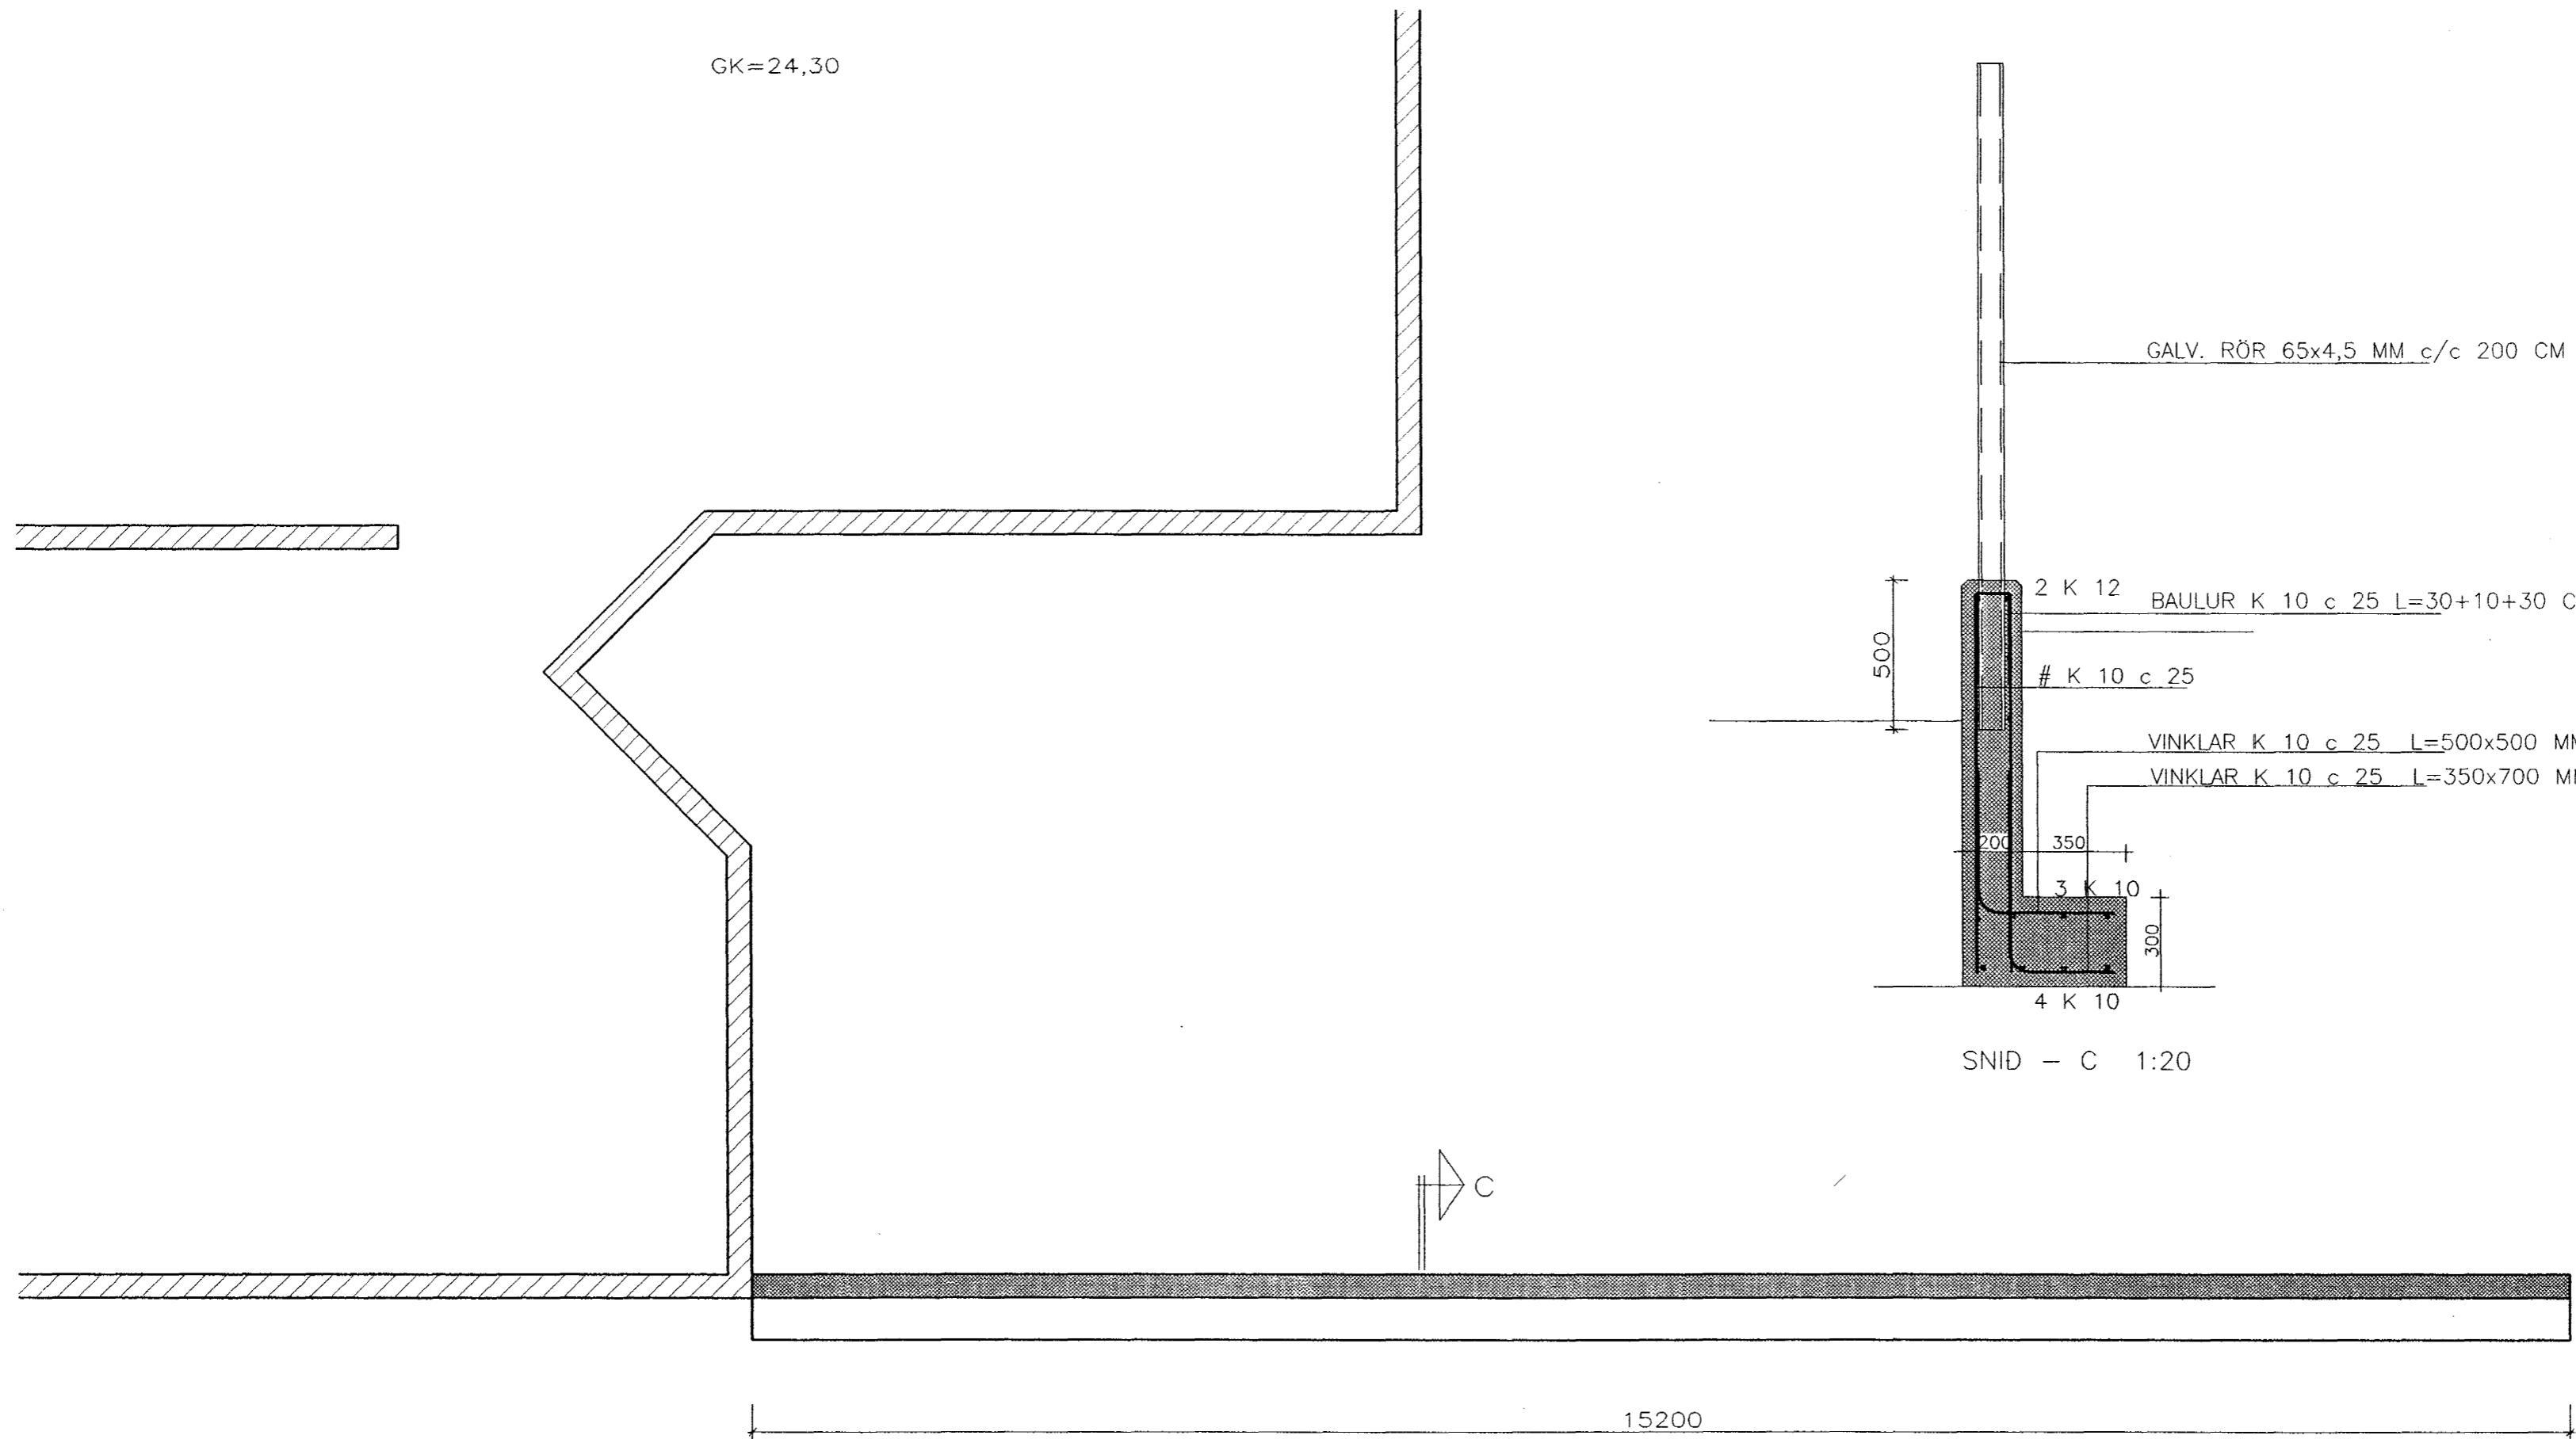 GK=24,30
GALV. RÖR 65x4,5 MM c/c 200 CM
2 K 12
BAULUR K 10 c 25 L=30+10+30 C
500
# K 10 c 25
VINKLAR K 10 c 25 L=500x500 MM
VINKLAR K 10 c 25 L=350x700 M
200
350
3 K 10
300
4 K 10
SNIÐ – C 1:20
C
15200